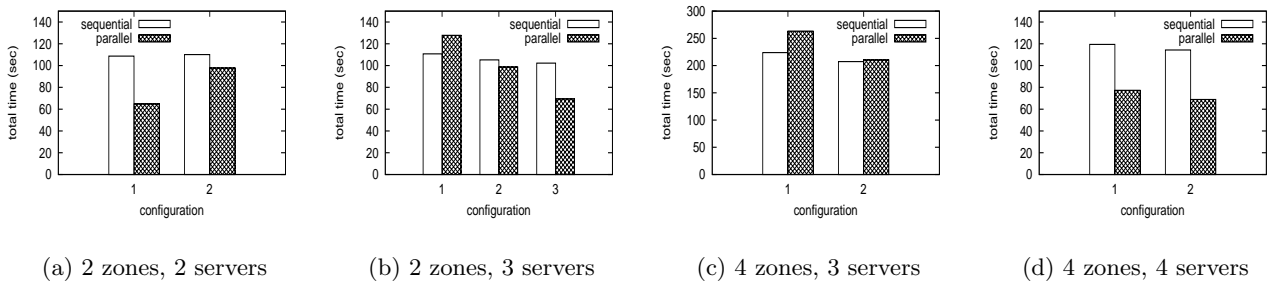 total time (sec)
140
120
100
80
60
40
20
0
sequential
parallel
1 2
configuration
(a) 2 zones, 2 servers
total time (sec)
140
120
100
80
60
40
20
0
sequential
parallel
1 2 3
configuration
(b) 2 zones, 3 servers
total time (sec)
300
250
200
150
100
50
0
sequential
parallel
1 2
configuration
(c) 4 zones, 3 servers
total time (sec)
140
120
100
80
60
40
20
0
sequential
parallel
1 2
configuration
(d) 4 zones, 4 servers